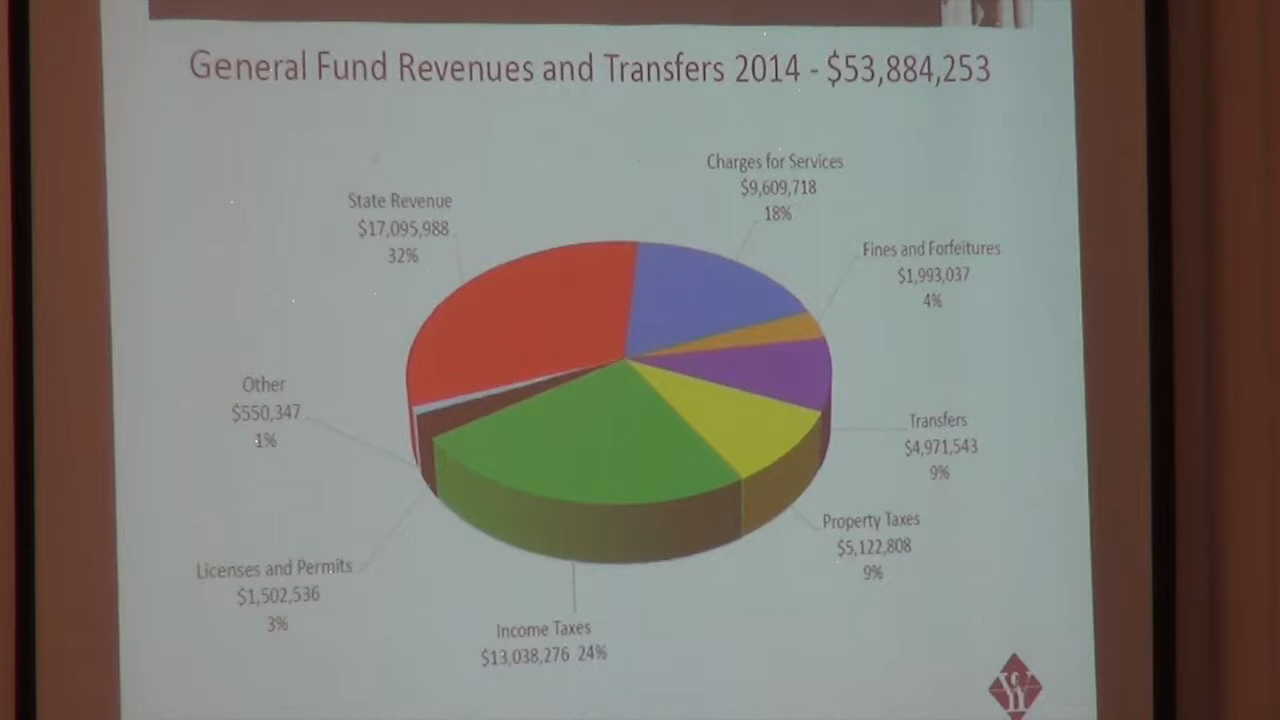 General Fund Revenues and Transfers 2014 - $53,884,253
Charges for Services
$9,609,718
18%
State Revenue
$17,095,988
32%
Fines and Forfeitures
$1,993,037
4%
Other
$550,347
1%
Transfers
$4,971,543
9%
Property Taxes
$5,122,808
9%
Licenses and Permits
$1,502,536
3%
Income Taxes
$13,038,276 24%